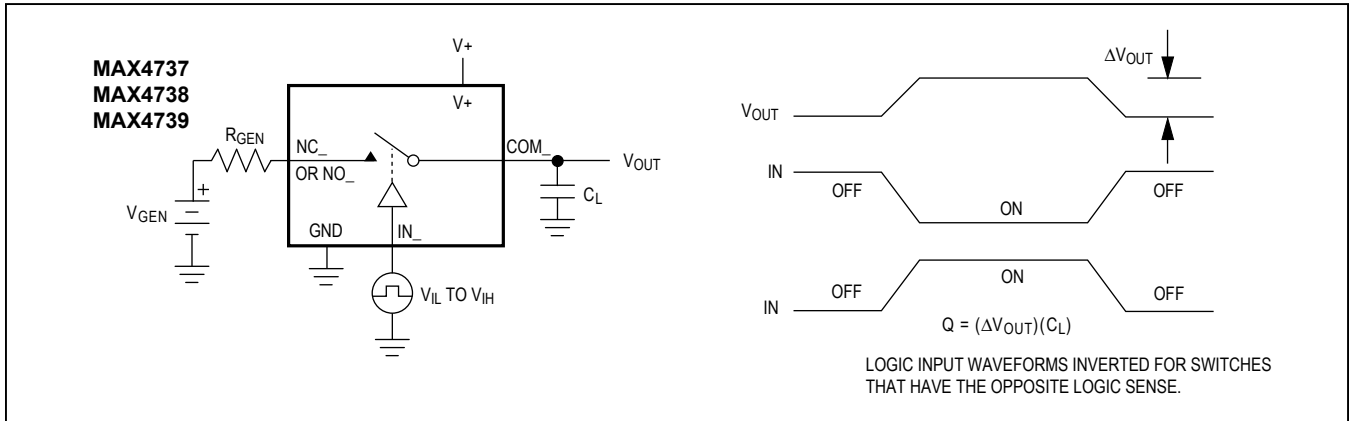 MAX4737
MAX4738
MAX4739
V+
V+
RGEN
NC_
OR NO_
COM_
VOUT
CL
VGEN
+
GND
IN_
VIL TO VIH
ΔVOUT
VOUT
IN
OFF
ON
OFF
IN
OFF
ON
OFF
Q = (ΔVOUT)(CL)
LOGIC INPUT WAVEFORMS INVERTED FOR SWITCHES
THAT HAVE THE OPPOSITE LOGIC SENSE.